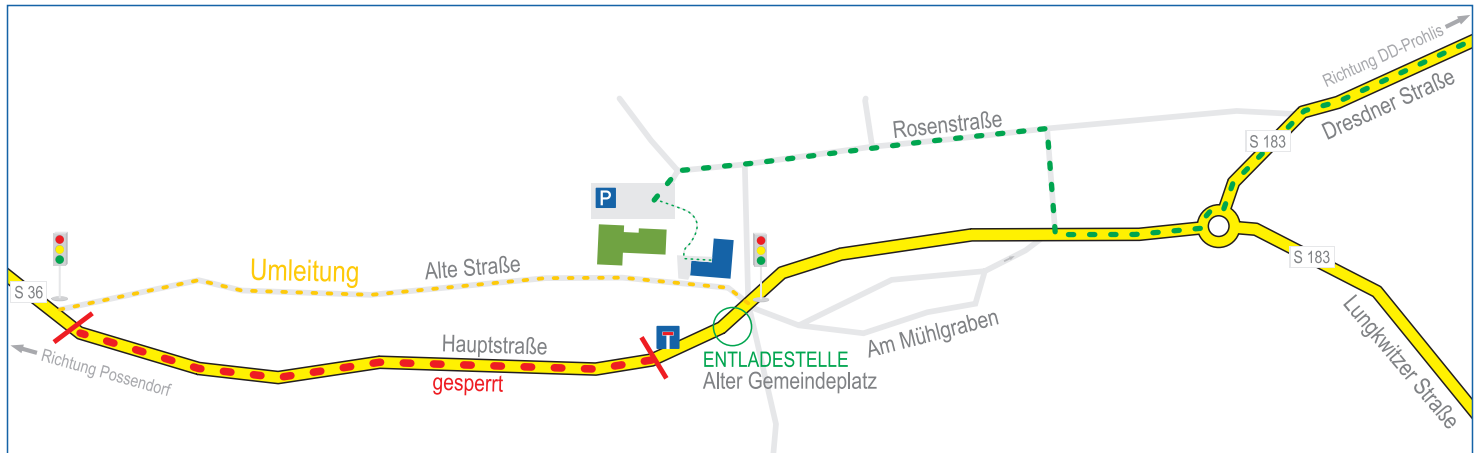 Richtung DD-Prohlis
Dresdner Straße
S 183
Rosenstraße
P
S 183
Lungkwitzer Straße
Umleitung
Alte Straße
S 36
Richtung Possendorf
Hauptstraße
gesperrt
Am Mühlgraben
ENTLADESTELLE
Alter Gemeindeplatz